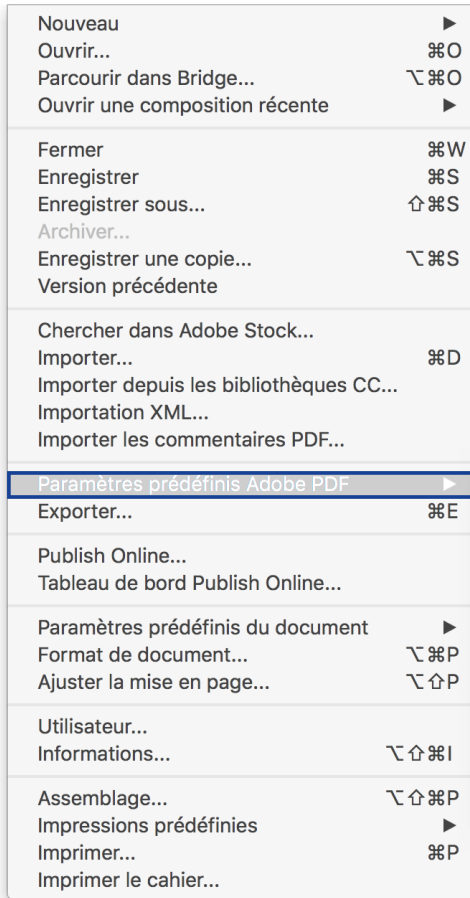 Nouveau ▶
Ouvrir... ⌘O
Parcourir dans Bridge... ⌥⌘O
Ouvrir une composition récente ▶
Fermer ⌘W
Enregistrer ⌘S
Enregistrer sous... ⇧⌘S
Archiver...
Enregistrer une copie... ⌥⌘S
Version précédente
Chercher dans Adobe Stock...
Importer... ⌘D
Importer depuis les bibliothèques CC...
Importation XML...
Importer les commentaires PDF...
Paramètres prédéfinis Adobe PDF ▶
Exporter... ⌘E
Publish Online...
Tableau de bord Publish Online...
Paramètres prédéfinis du document ▶
Format de document... ⌥⌘P
Ajuster la mise en page... ⌥⇧P
Utilisateur...
Informations... ⌥⇧⌘I
Assemblage... ⌥⇧⌘P
Impressions prédéfinies ▶
Imprimer... ⌘P
Imprimer le cahier...